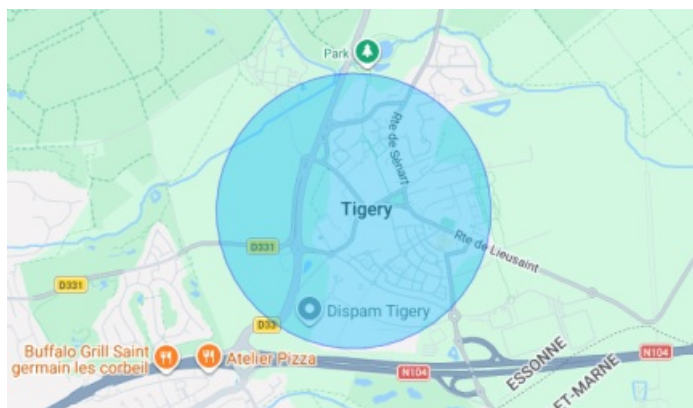 Park
Rte de Sénart
Tigery
Rte de Lieusaint
D331
D331
Dispam Tigery
D33
Buffalo Grill Saint
germain les corbeil
Atelier Pizza
N104
N104
ESSONNE
ET-MARNE